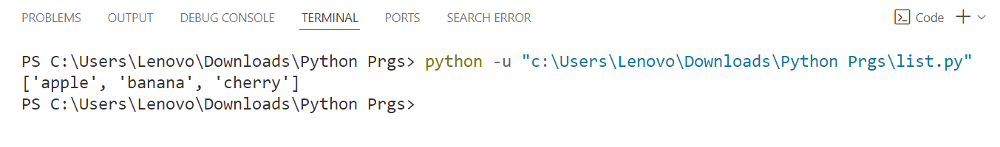 PROBLEMS OUTPUT DEBUG CONSOLE TERMINAL PORTS SEARCH ERROR Code
PS C:\Users\Lenovo\Downloads\Python Prgs> python -u "c:\Users\Lenovo\Downloads\Python Prgs\list.py"
['apple', 'banana', 'cherry']
PS C:\Users\Lenovo\Downloads\Python Prgs>